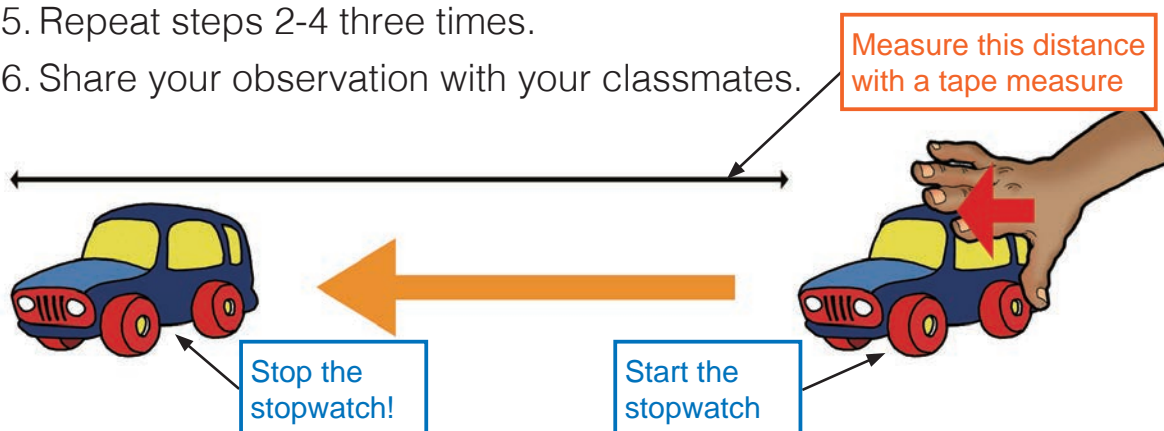 5. Repeat steps 2-4 three times.
6. Share your observation with your classmates.
Measure this distance
with a tape measure
Stop the
stopwatch!
Start the
stopwatch